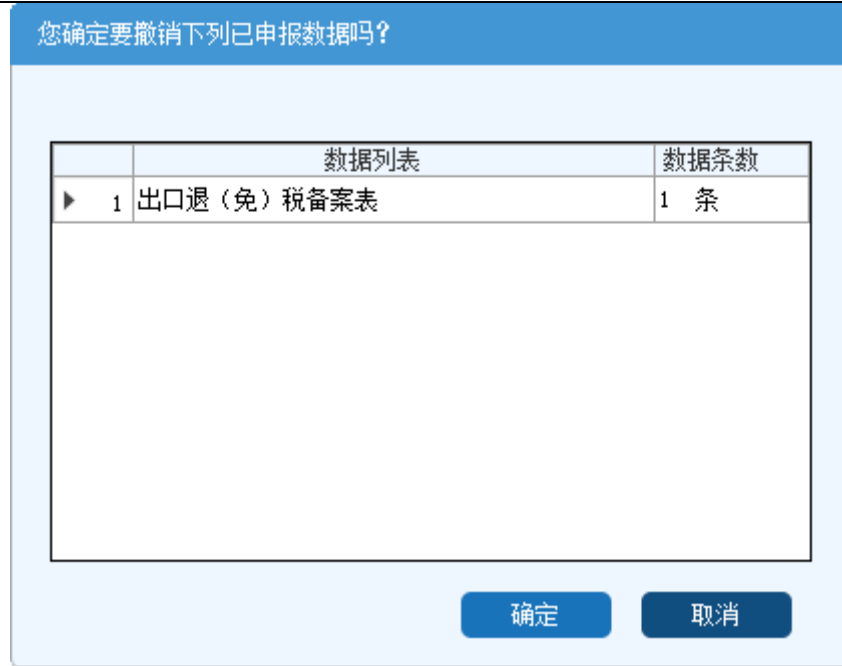 您确定要撤销下列已申报数据吗?
数据列表 数据条数
1 出口退（免）税备案表 1 条
确定 取消